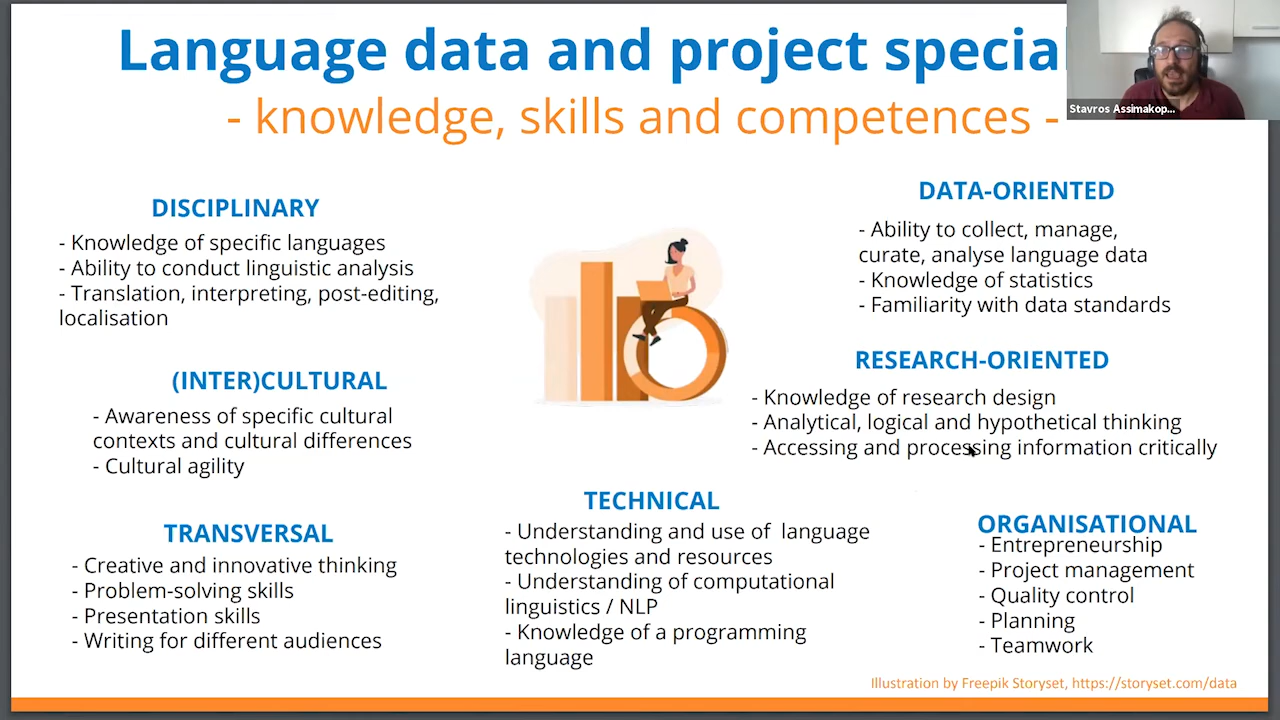 Language data and project specia
- knowledge, skills and competences -
Stavros Assimakop...
DISCIPLINARY
- Knowledge of specific languages
- Ability to conduct linguistic analysis
- Translation, interpreting, post-editing,
localisation
(INTER)CULTURAL
- Awareness of specific cultural
contexts and cultural differences
- Cultural agility
TRANSVERSAL
- Creative and innovative thinking
- Problem-solving skills
- Presentation skills
- Writing for different audiences
TECHNICAL
- Understanding and use of  language
technologies and resources
- Understanding of computational
linguistics / NLP
- Knowledge of a programming
language
DATA-ORIENTED
- Ability to collect, manage,
curate, analyse language data
- Knowledge of statistics
- Familiarity with data standards
RESEARCH-ORIENTED
- Knowledge of research design
- Analytical, logical and hypothetical thinking
- Accessing and processing information critically
ORGANISATIONAL
- Entrepreneurship
- Project management
- Quality control
- Planning
- Teamwork
Illustration by Freepik Storyset, https://storyset.com/data